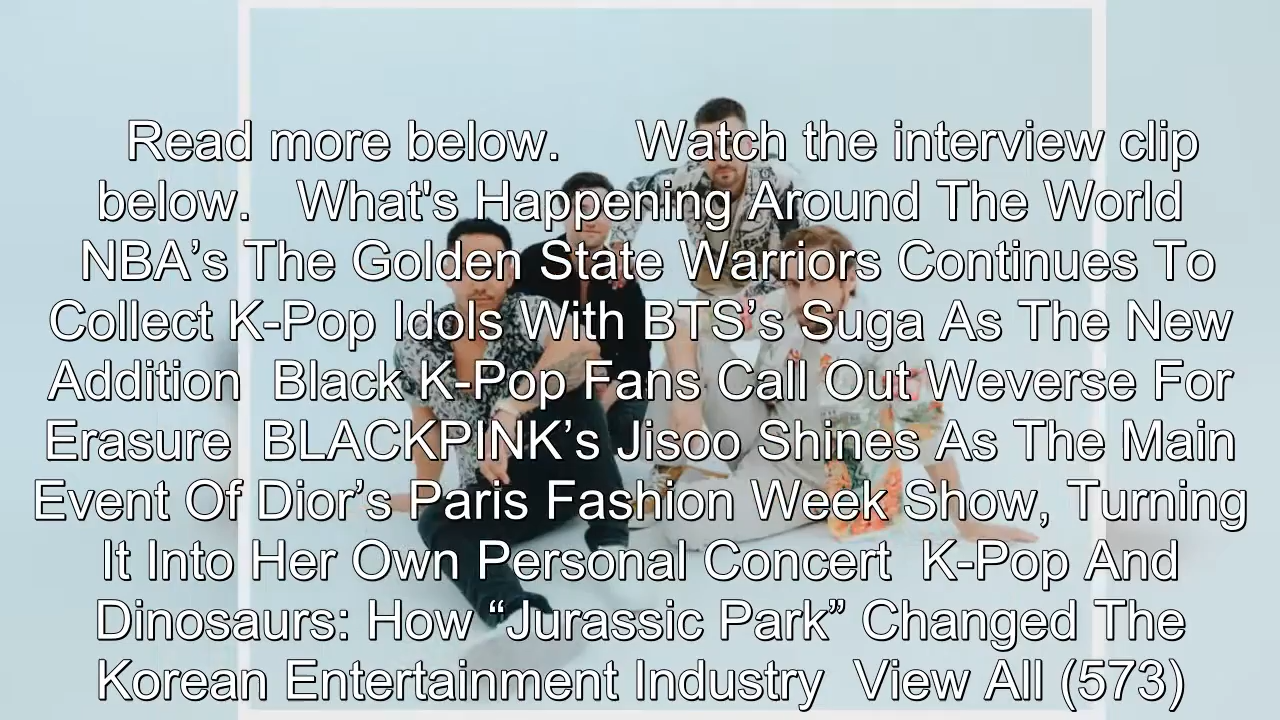 Read more below. Watch the interview clip
below. What's Happening Around The World
NBA’s The Golden State Warriors Continues To
Collect K-Pop Idols With BTS’s Suga As The New
Addition Black K-Pop Fans Call Out Weverse For
Erasure BLACKPINK’s Jisoo Shines As The Main
Event Of Dior’s Paris Fashion Week Show, Turning
It Into Her Own Personal Concert K-Pop And
Dinosaurs: How “Jurassic Park” Changed The
Korean Entertainment Industry View All (573)